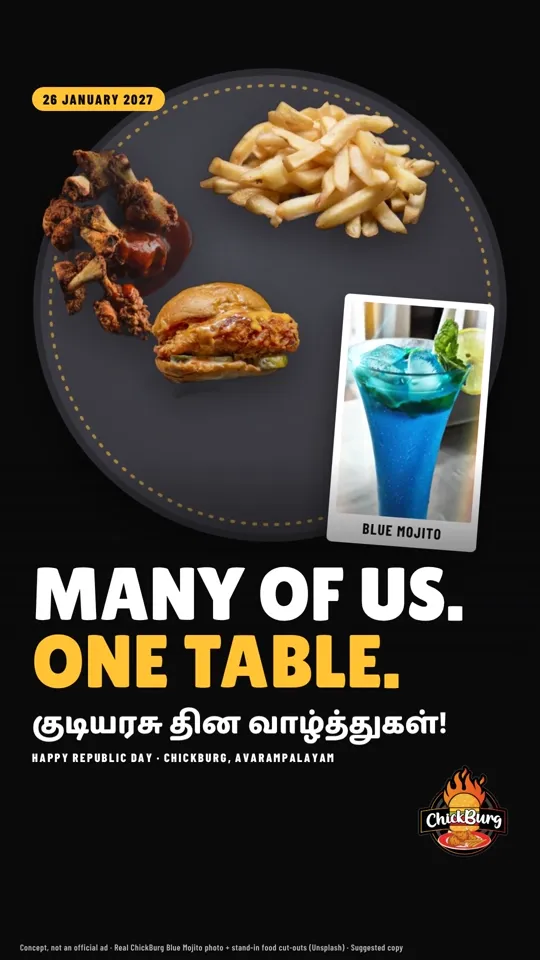 26 JANUARY 2027
BLUE MOJITO
MANY OF US.
ONE TABLE.
குடியரசு தின வாழ்த்துகள்!
HAPPY REPUBLIC DAY · CHICKBURG, AVARAMPALAYAM
ChickBurg
Concept, not an official ad · Real ChickBurg Blue Mojito photo + stand-in food cut-outs (Unsplash) · Suggested copy